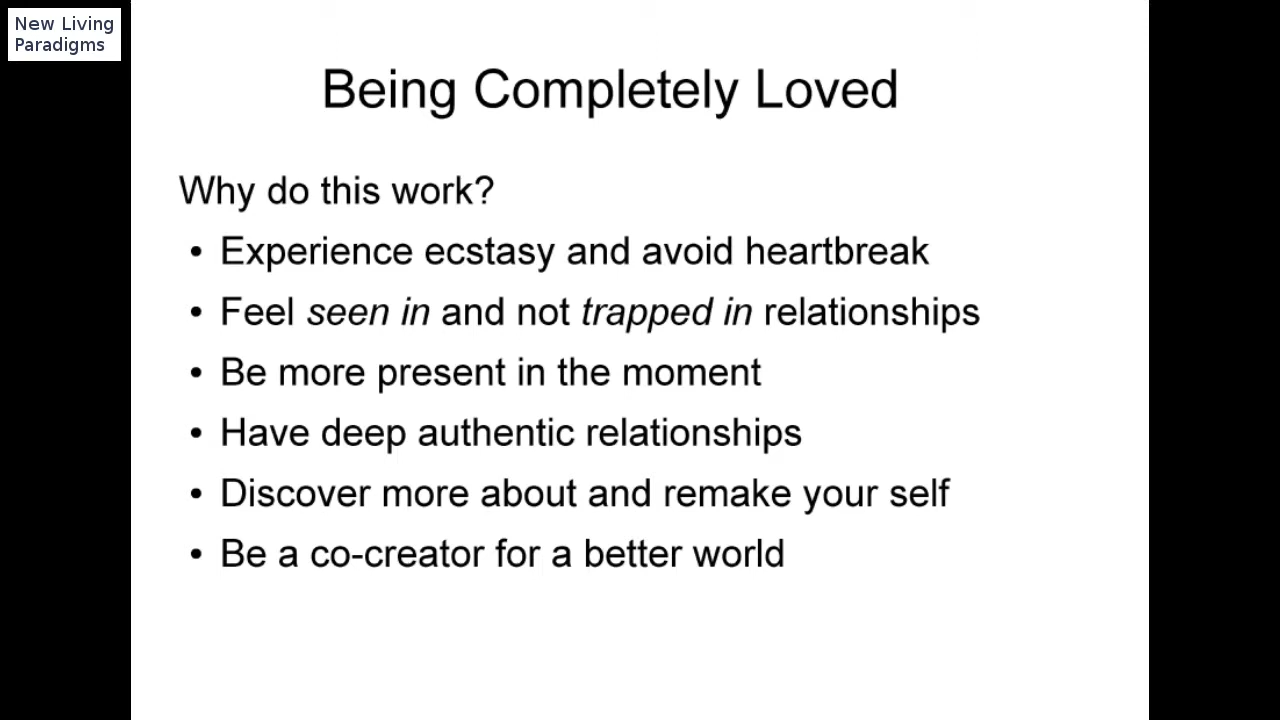 New Living
Paradigms
Being Completely Loved
Why do this work?
• Experience ecstasy and avoid heartbreak
• Feel seen in and not trapped in relationships
• Be more present in the moment
• Have deep authentic relationships
• Discover more about and remake your self
• Be a co-creator for a better world